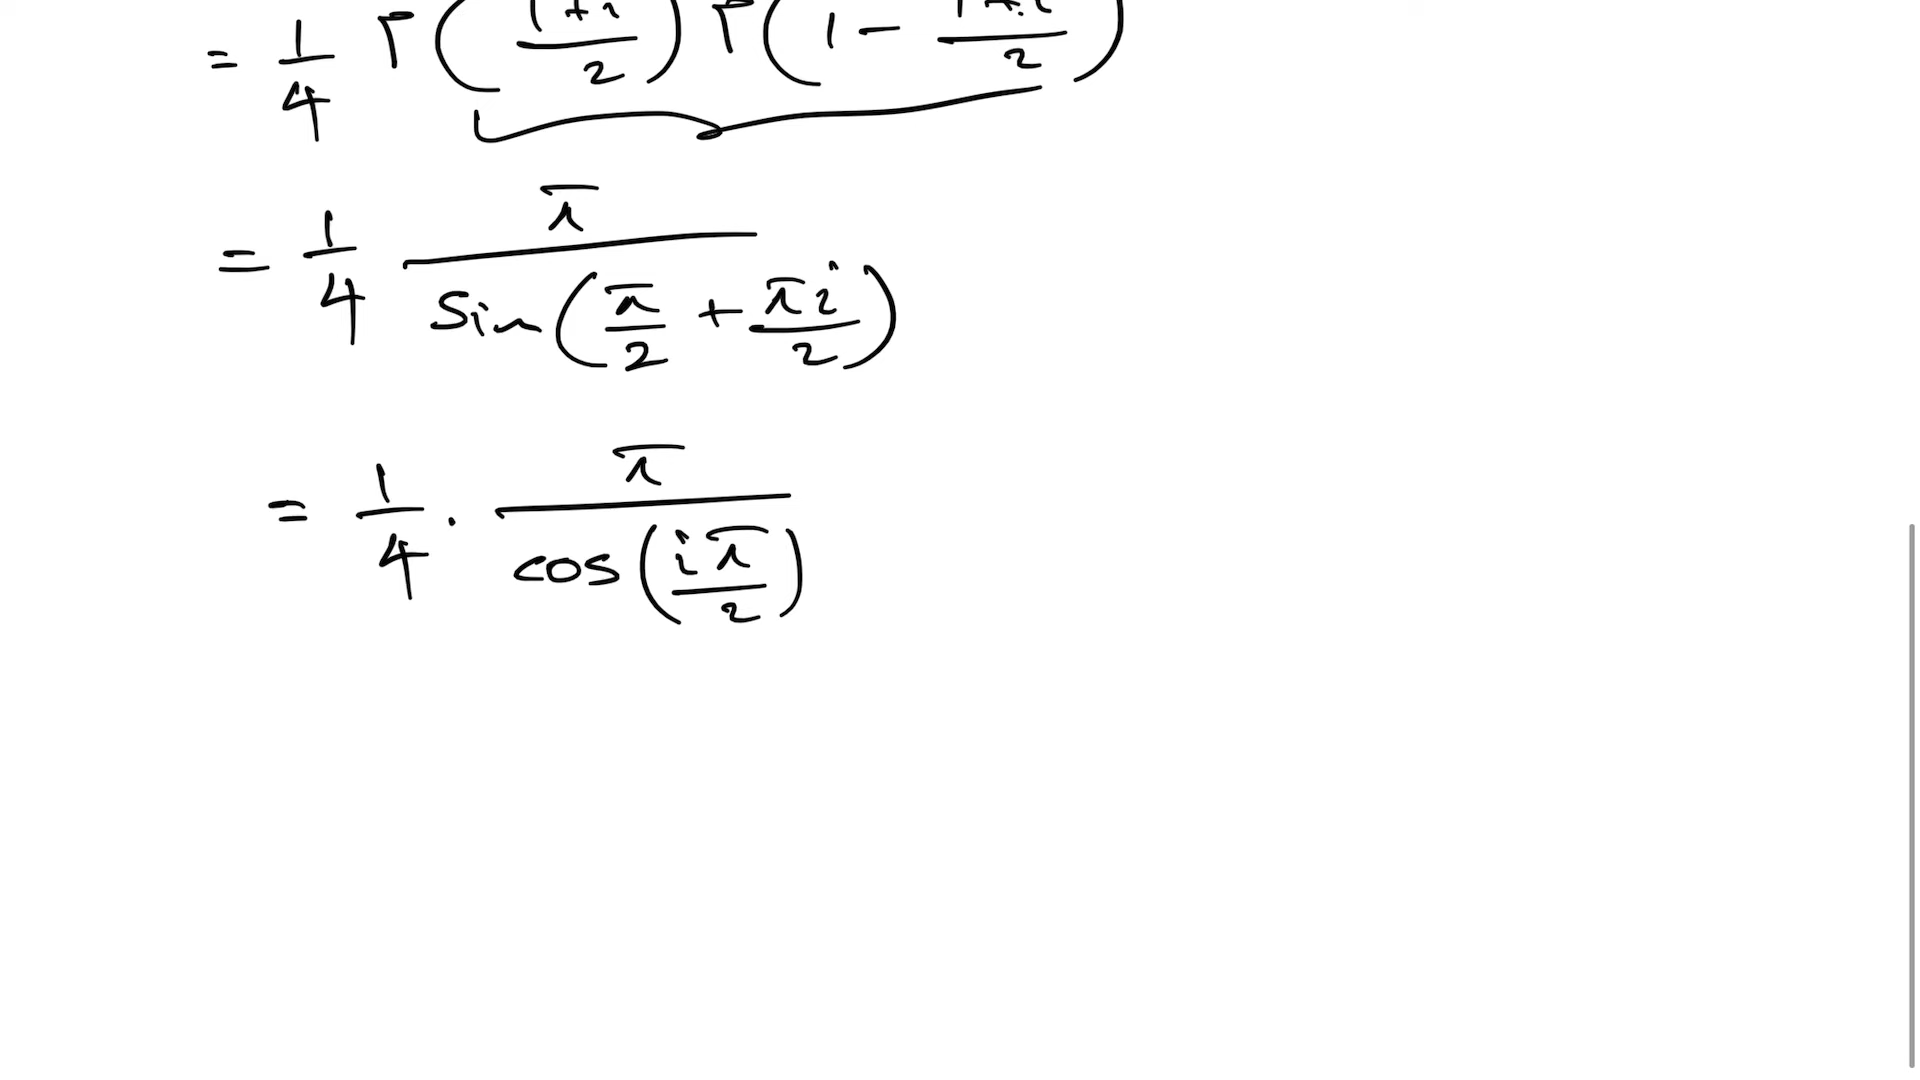 = 1/4 Γ((1+i)/2) Γ(1 - (1+i)/2)
= 1/4 π/sin(π/2 + πi/2)
= 1/4 · π/cos(iπ/2)